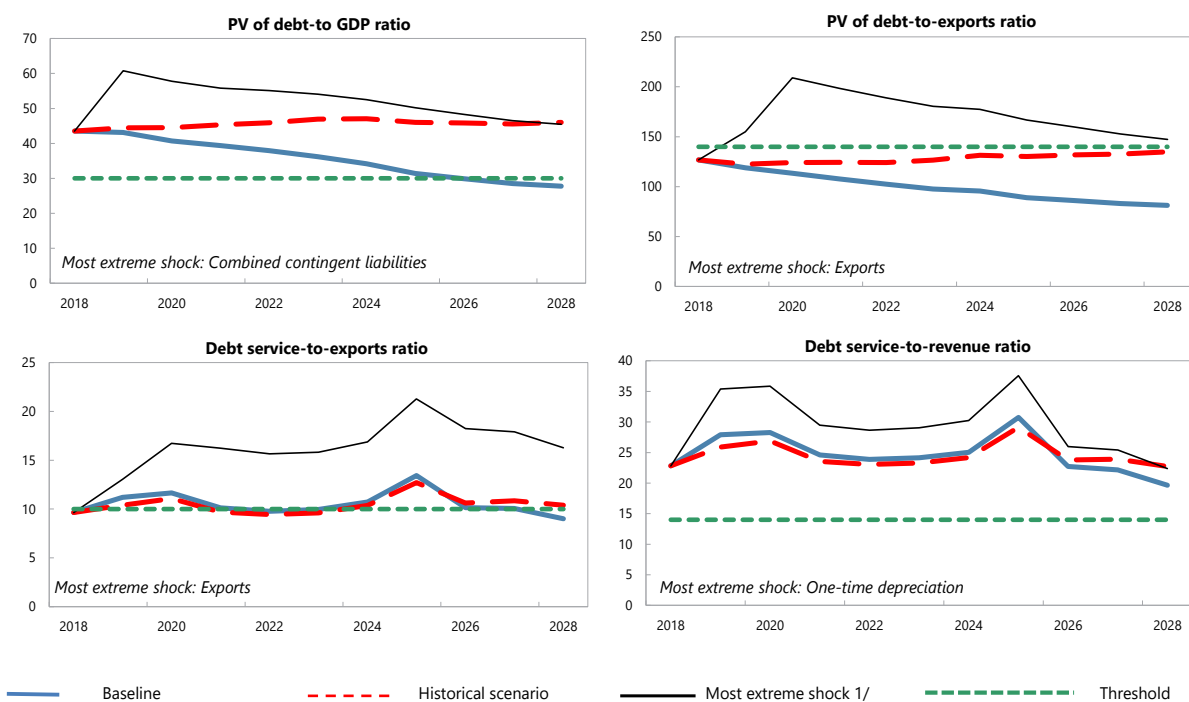 PV of debt-to GDP ratio
70
60
50
40
30
20
10
0
Most extreme shock: Combined contingent liabilities
2018 2020 2022 2024 2026 2028
PV of debt-to-exports ratio
250
200
150
100
50
0
Most extreme shock: Exports
2018 2020 2022 2024 2026 2028
Debt service-to-exports ratio
25
20
15
10
5
0
Most extreme shock: Exports
2018 2020 2022 2024 2026 2028
Debt service-to-revenue ratio
40
35
30
25
20
15
14
10
5
0
Most extreme shock: One-time depreciation
2018 2020 2022 2024 2026 2028
Baseline Historical scenario Most extreme shock 1/ Threshold